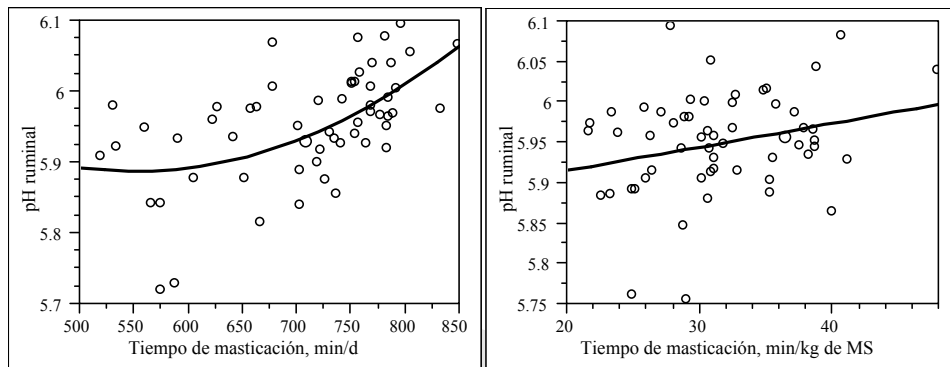 6.1
6
5.9
5.8
5.7
pH ruminal
500 550 600 650 700 750 800 850
Tiempo de masticación, min/d
6.1
6.05
6
5.95
5.9
5.85
5.8
5.75
pH ruminal
20 30 40
Tiempo de masticación, min/kg de MS